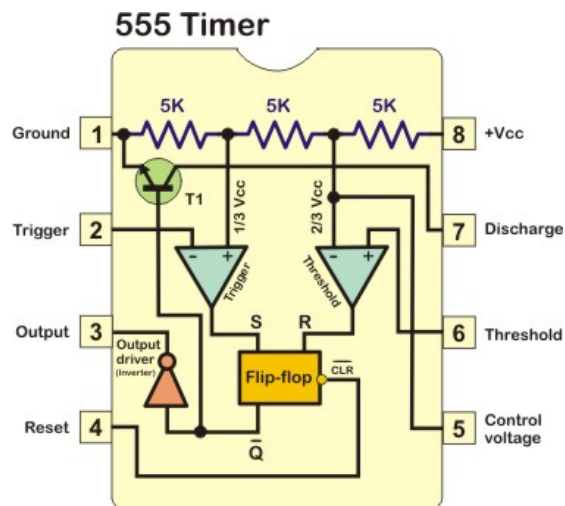 555 Timer
5K 5K 5K
Ground 1 8 +Vcc
T1
1/3 Vcc 2/3 Vcc
Trigger 2 7 Discharge
- + - +
Trigger Threshold
Output 3 6 Threshold
S R
Output
driver
(Inverter)
Flip-flop
CLR
Reset 4 5 Control
voltage
Q